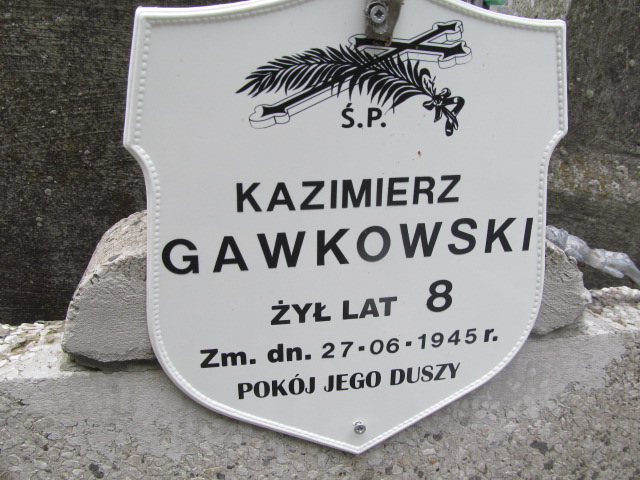 Ś.P.
KAZIMIERZ
GAWKOWSKI
ŻYŁ LAT 8
Zm. dn. 27-06-1945 r.
POKÓJ JEGO DUSZY